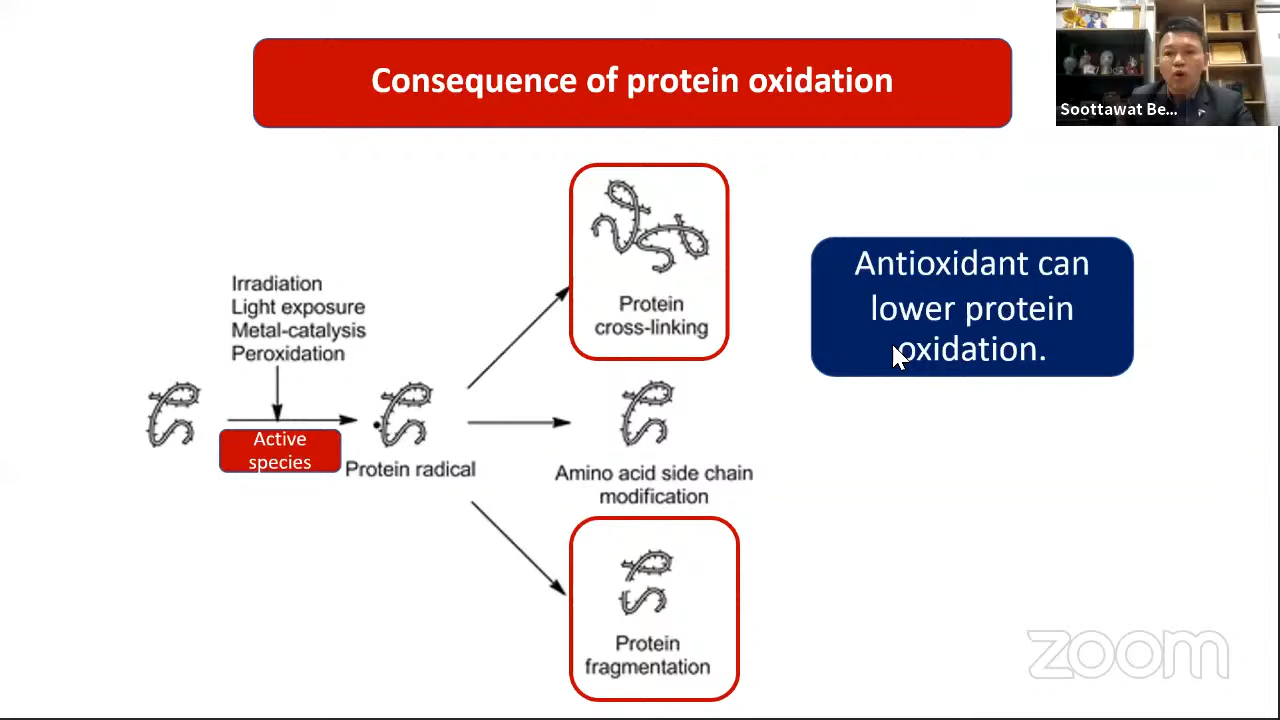 Consequence of protein oxidation
Soottawat Be...
Irradiation
Light exposure
Metal-catalysis
Peroxidation
Active
species
Protein radical
Protein
cross-linking
Amino acid side chain
modification
Protein
fragmentation
Antioxidant can
lower protein
oxidation.
zoom